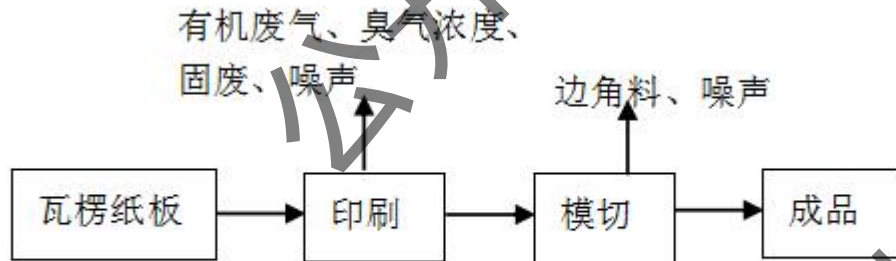 有机废气、臭气浓度、
固废、噪声
边角料、噪声
瓦楞纸板
印刷
模切
成品